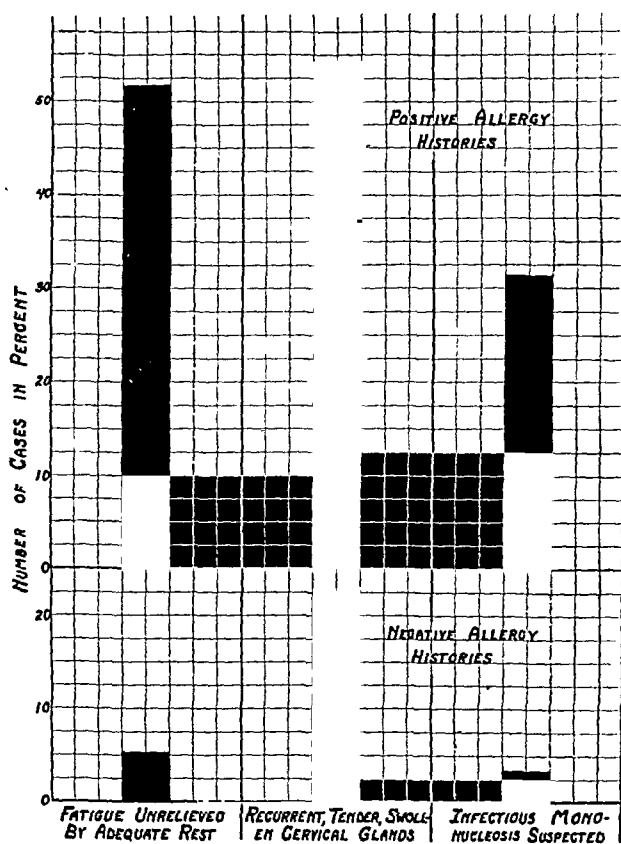 POSITIVE ALLERGY
HISTORIES
50
40
30
20
10
0
NUMBER OF CASES IN PERCENT
NEGATIVE ALLERGY
HISTORIES
20
10
0
FATIGUE UNRELIEVED
BY ADEQUATE REST
RECURRENT, TENDER, SWOLL-
EN CERVICAL GLANDS
INFECTIOUS MONO-
NUCLEOSIS SUSPECTED